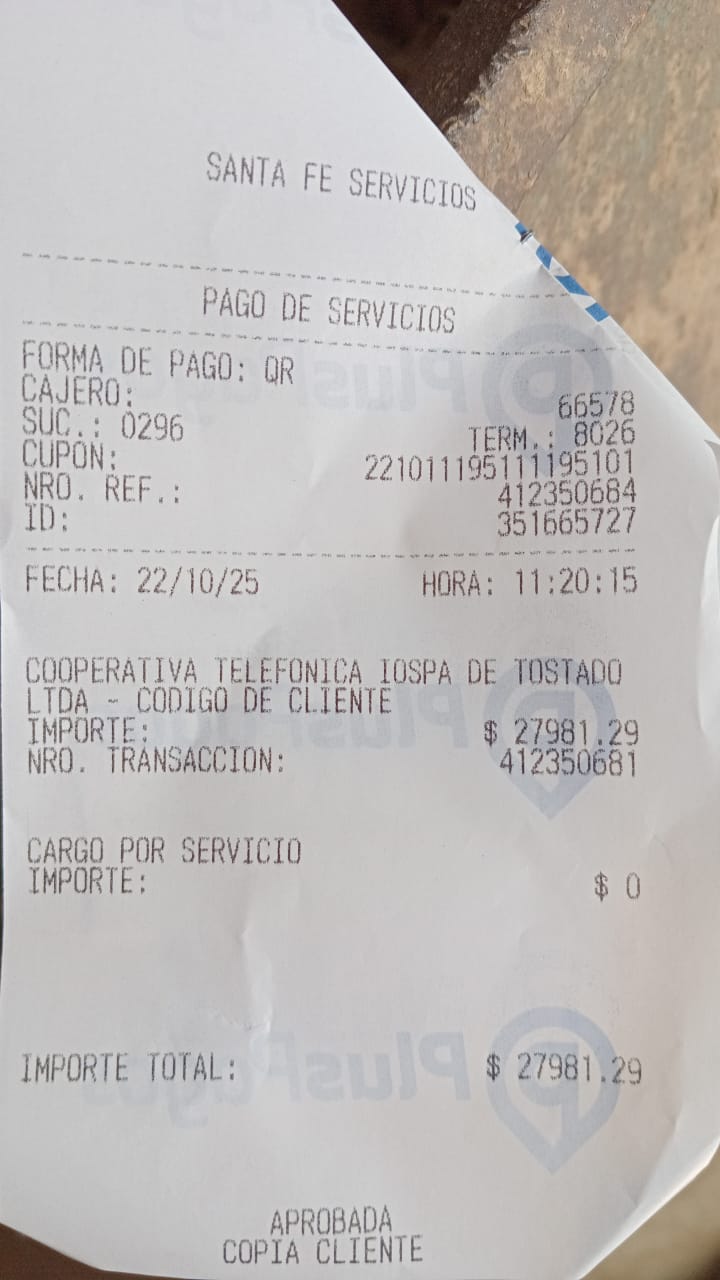 SANTA FE SERVICIOS
PAGO DE SERVICIOS
FORMA DE PAGO: QR
CAJERO: 66578
SUC.: 0296 TERM.: 8026
CUPON: 221011195111195101
NRO. REF.: 412350684
ID: 351665727
FECHA: 22/10/25 HORA: 11:20:15
COOPERATIVA TELEFONICA IOSPA DE TOSTADO
LTDA - CODIGO DE CLIENTE
IMPORTE: $ 27981.29
NRO. TRANSACCION: 412350681
CARGO POR SERVICIO
IMPORTE: $ 0
IMPORTE TOTAL: $ 27981.29
APROBADA
COPIA CLIENTE